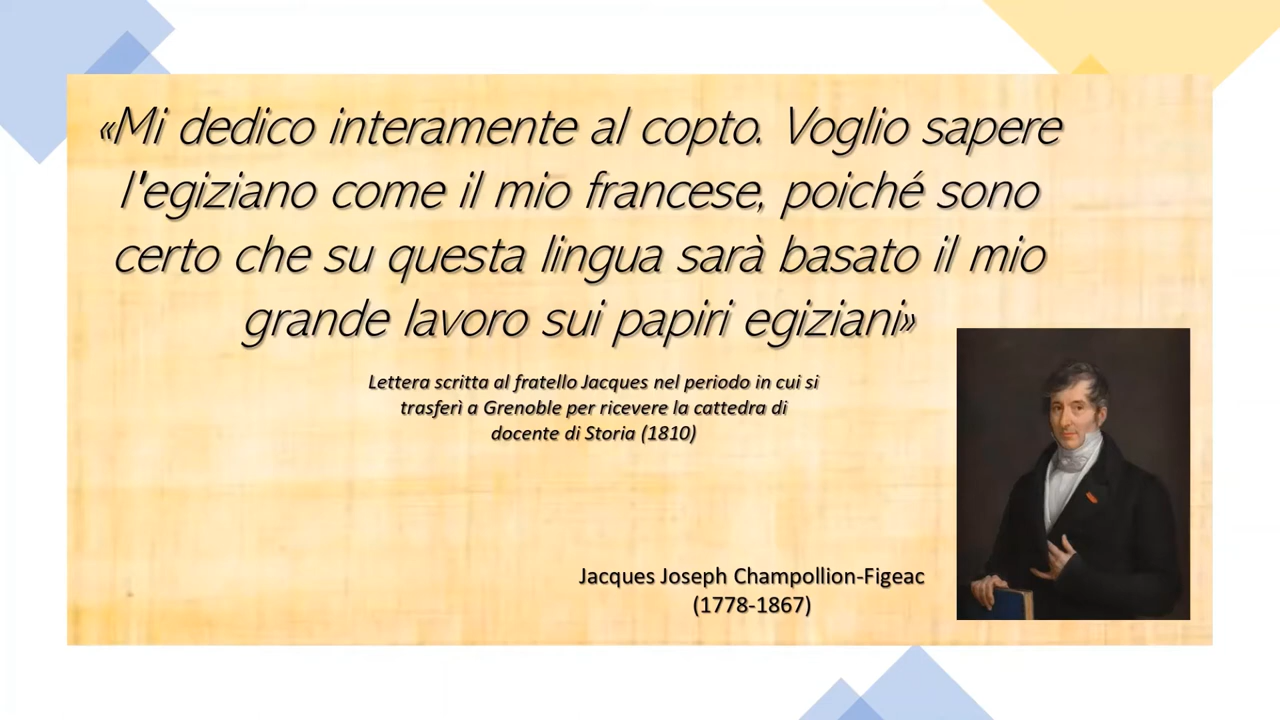 «Mi dedico interamente al copto. Voglio sapere
l'egiziano come il mio francese, poiché sono
certo che su questa lingua sarà basato il mio
grande lavoro sui papiri egiziani»
Lettera scritta al fratello Jacques nel periodo in cui si
trasferì a Grenoble per ricevere la cattedra di
docente di Storia (1810)
Jacques Joseph Champollion-Figeac
(1778-1867)